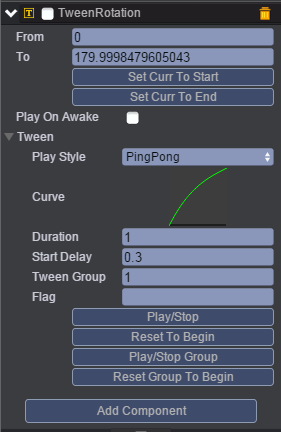 T TweenRotation
From 0
To 179.9998479605043
Set Curr To Start
Set Curr To End
Play On Awake
Tween
Play Style PingPong
Curve
Duration 1
Start Delay 0.3
Tween Group 1
Flag
Play/Stop
Reset To Begin
Play/Stop Group
Reset Group To Begin
Add Component